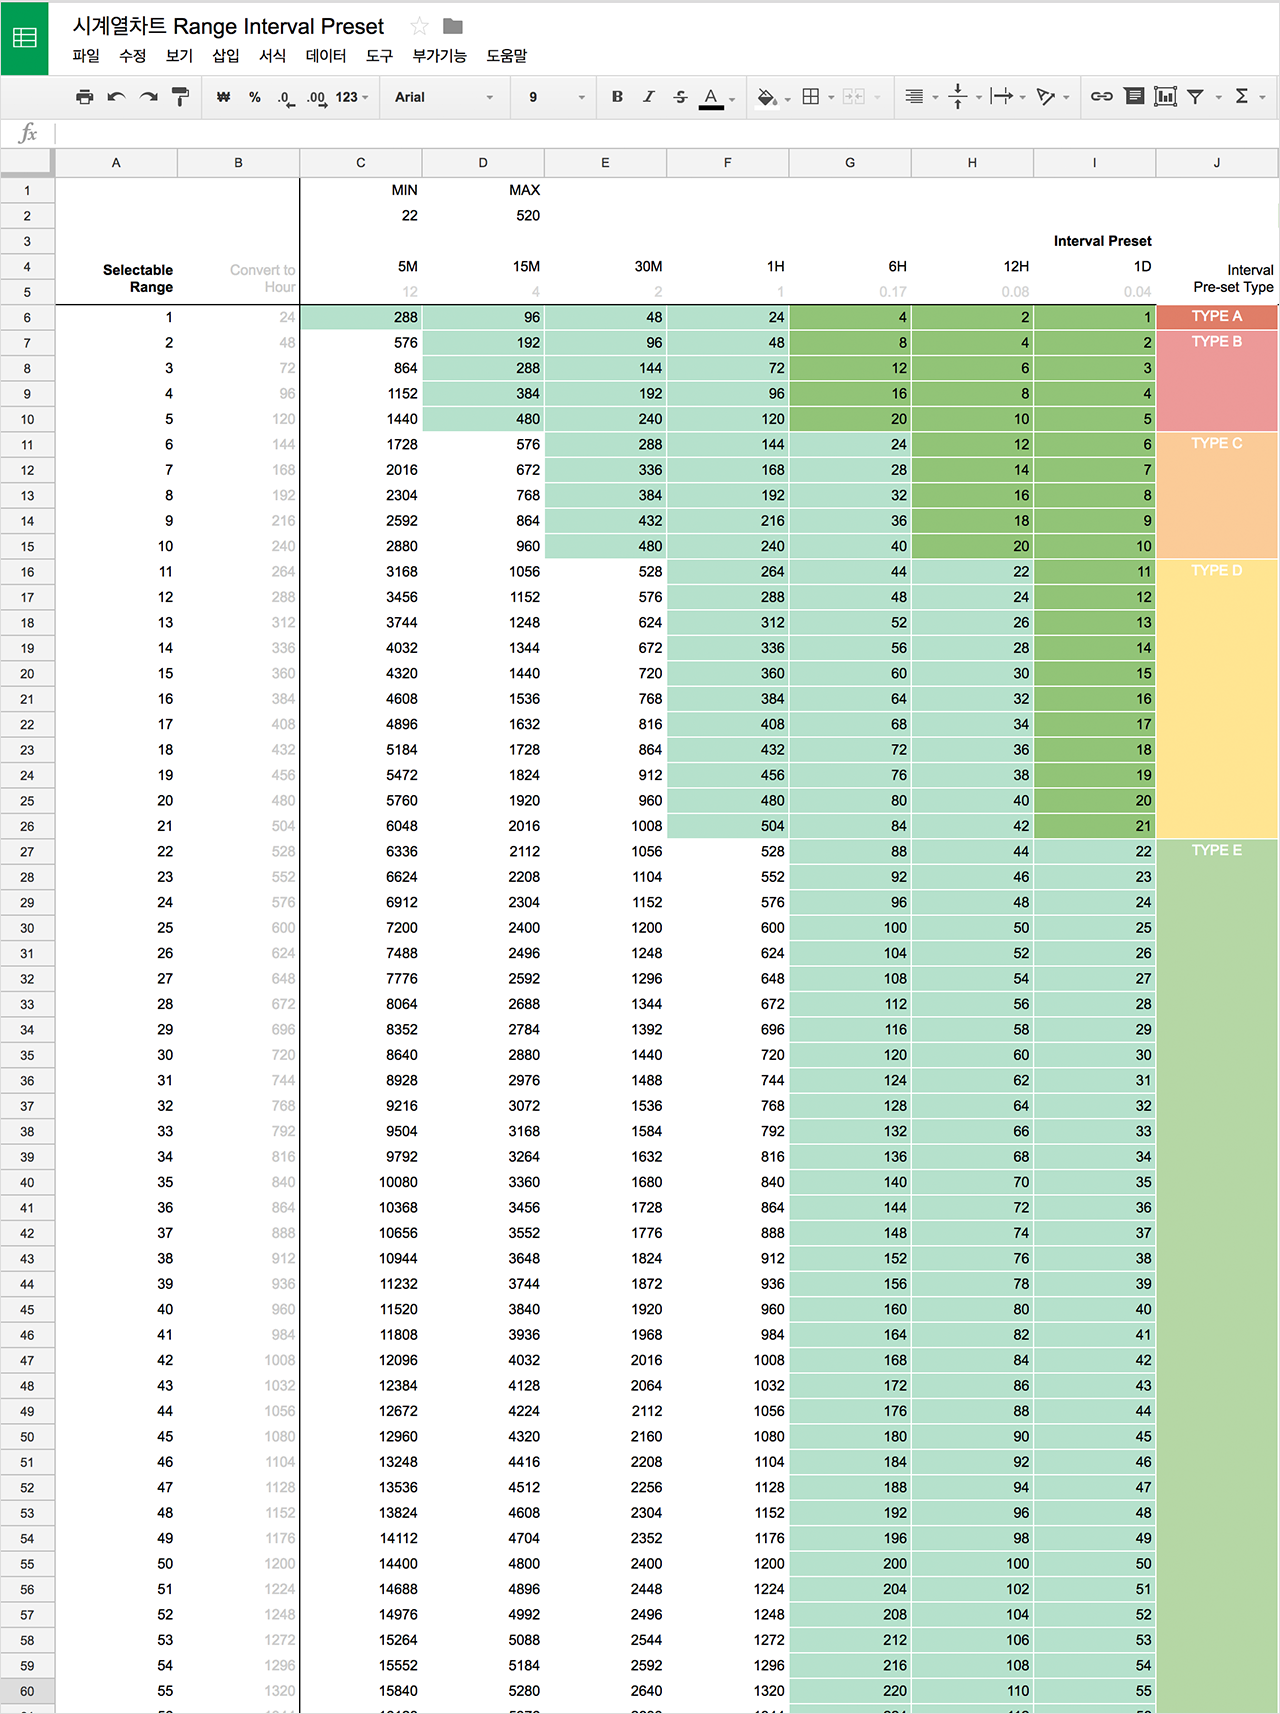 시계열차트 Range Interval Preset
파일 수정 보기 삽입 서식 데이터 도구 부가기능 도움말
₩ % .0 .00 123 Arial 9 B I S A Σ
fx
A B C D E F G H I J
1 MIN MAX
2 22 520
3 Interval Preset
4 Selectable Convert to 5M 15M 30M 1H 6H 12H 1D Interval
5 Range Hour 12 4 2 1 0.17 0.08 0.04 Pre-set Type
6 1 24 288 96 48 24 4 2 1 TYPE A
7 2 48 576 192 96 48 8 4 2 TYPE B
8 3 72 864 288 144 72 12 6 3
9 4 96 1152 384 192 96 16 8 4
10 5 120 1440 480 240 120 20 10 5
11 6 144 1728 576 288 144 24 12 6 TYPE C
12 7 168 2016 672 336 168 28 14 7
13 8 192 2304 768 384 192 32 16 8
14 9 216 2592 864 432 216 36 18 9
15 10 240 2880 960 480 240 40 20 10
16 11 264 3168 1056 528 264 44 22 11 TYPE D
17 12 288 3456 1152 576 288 48 24 12
18 13 312 3744 1248 624 312 52 26 13
19 14 336 4032 1344 672 336 56 28 14
20 15 360 4320 1440 720 360 60 30 15
21 16 384 4608 1536 768 384 64 32 16
22 17 408 4896 1632 816 408 68 34 17
23 18 432 5184 1728 864 432 72 36 18
24 19 456 5472 1824 912 456 76 38 19
25 20 480 5760 1920 960 480 80 40 20
26 21 504 6048 2016 1008 504 84 42 21
27 22 528 6336 2112 1056 528 88 44 22 TYPE E
28 23 552 6624 2208 1104 552 92 46 23
29 24 576 6912 2304 1152 576 96 48 24
30 25 600 7200 2400 1200 600 100 50 25
31 26 624 7488 2496 1248 624 104 52 26
32 27 648 7776 2592 1296 648 108 54 27
33 28 672 8064 2688 1344 672 112 56 28
34 29 696 8352 2784 1392 696 116 58 29
35 30 720 8640 2880 1440 720 120 60 30
36 31 744 8928 2976 1488 744 124 62 31
37 32 768 9216 3072 1536 768 128 64 32
38 33 792 9504 3168 1584 792 132 66 33
39 34 816 9792 3264 1632 816 136 68 34
40 35 840 10080 3360 1680 840 140 70 35
41 36 864 10368 3456 1728 864 144 72 36
42 37 888 10656 3552 1776 888 148 74 37
43 38 912 10944 3648 1824 912 152 76 38
44 39 936 11232 3744 1872 936 156 78 39
45 40 960 11520 3840 1920 960 160 80 40
46 41 984 11808 3936 1968 984 164 82 41
47 42 1008 12096 4032 2016 1008 168 84 42
48 43 1032 12384 4128 2064 1032 172 86 43
49 44 1056 12672 4224 2112 1056 176 88 44
50 45 1080 12960 4320 2160 1080 180 90 45
51 46 1104 13248 4416 2208 1104 184 92 46
52 47 1128 13536 4512 2256 1128 188 94 47
53 48 1152 13824 4608 2304 1152 192 96 48
54 49 1176 14112 4704 2352 1176 196 98 49
55 50 1200 14400 4800 2400 1200 200 100 50
56 51 1224 14688 4896 2448 1224 204 102 51
57 52 1248 14976 4992 2496 1248 208 104 52
58 53 1272 15264 5088 2544 1272 212 106 53
59 54 1296 15552 5184 2592 1296 216 108 54
60 55 1320 15840 5280 2640 1320 220 110 55